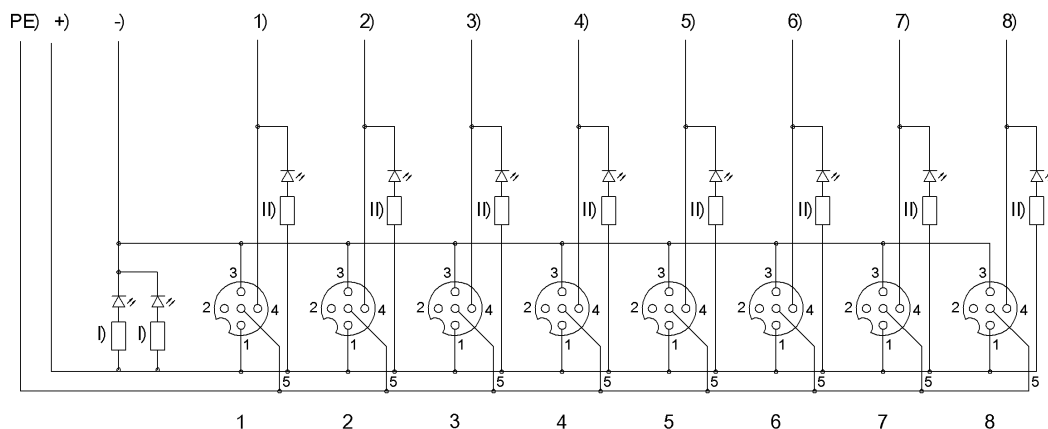 PE) +) -) 1) 2) 3) 4) 5) 6) 7) 8)
II) II) II) II) II) II) II) II)
3 3 3 3 3 3 3 3
2 4 2 4 2 4 2 4 2 4 2 4 2 4 2 4
I) I)
1 1 1 1 1 1 1 1
5 5 5 5 5 5 5 5
1 2 3 4 5 6 7 8